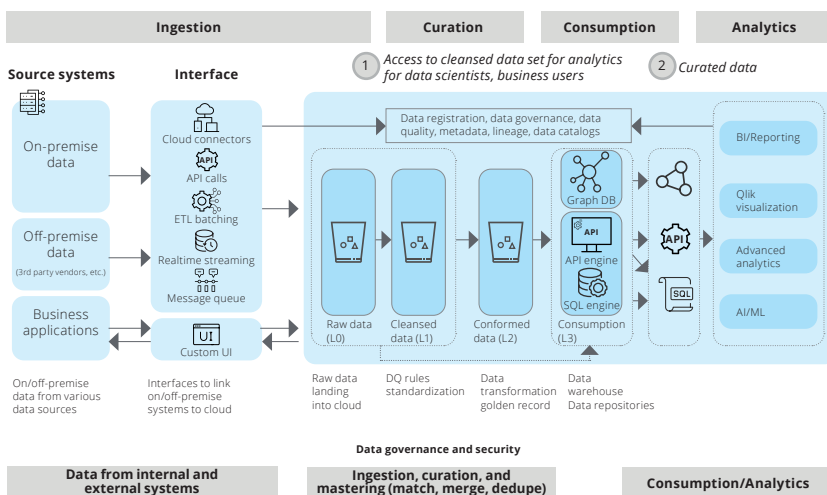 Ingestion
Curation
Consumption
Analytics
1
Access to cleansed data set for analytics
for data scientists, business users
2
Curated data
Source systems
Interface
On-premise
data
Off-premise
data
(3rd party vendors, etc.)
Business
applications
Cloud connectors
API
API calls
ETL batching
Realtime streaming
Message queue
UI
Custom UI
Data registration, data governance, data
quality, metadata, lineage, data catalogs
Raw data
(L0)
Cleansed
data (L1)
Conformed
data (L2)
Graph DB
API
API engine
SQL engine
Consumption
(L3)
API
SQL
BI/Reporting
Qlik
visualization
Advanced
analytics
AI/ML
On/off-premise
data from various
data sources
Interfaces to link
on/off-premise
systems to cloud
Raw data
landing
into cloud
DQ rules
standardization
Data
transformation
golden record
Data
warehouse
Data repositories
Data governance and security
Data from internal and
external systems
Ingestion, curation, and
mastering (match, merge, dedupe)
Consumption/Analytics